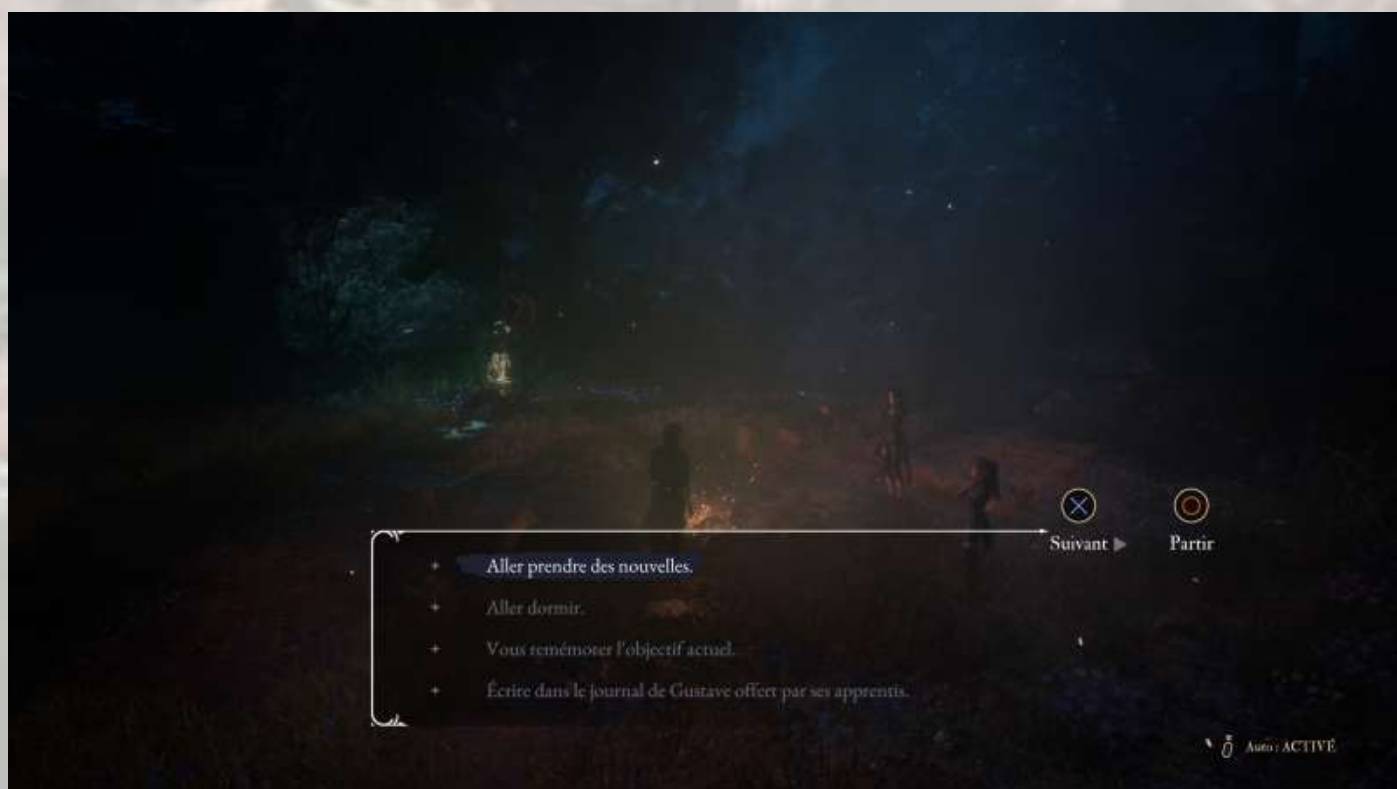 Suivant
Partir
Aller prendre des nouvelles.
Aller dormir.
Vous remémorer l'objectif actuel.
Écrire dans le journal de Gustave offert par ses apprentis.
Auto : ACTIVÉ